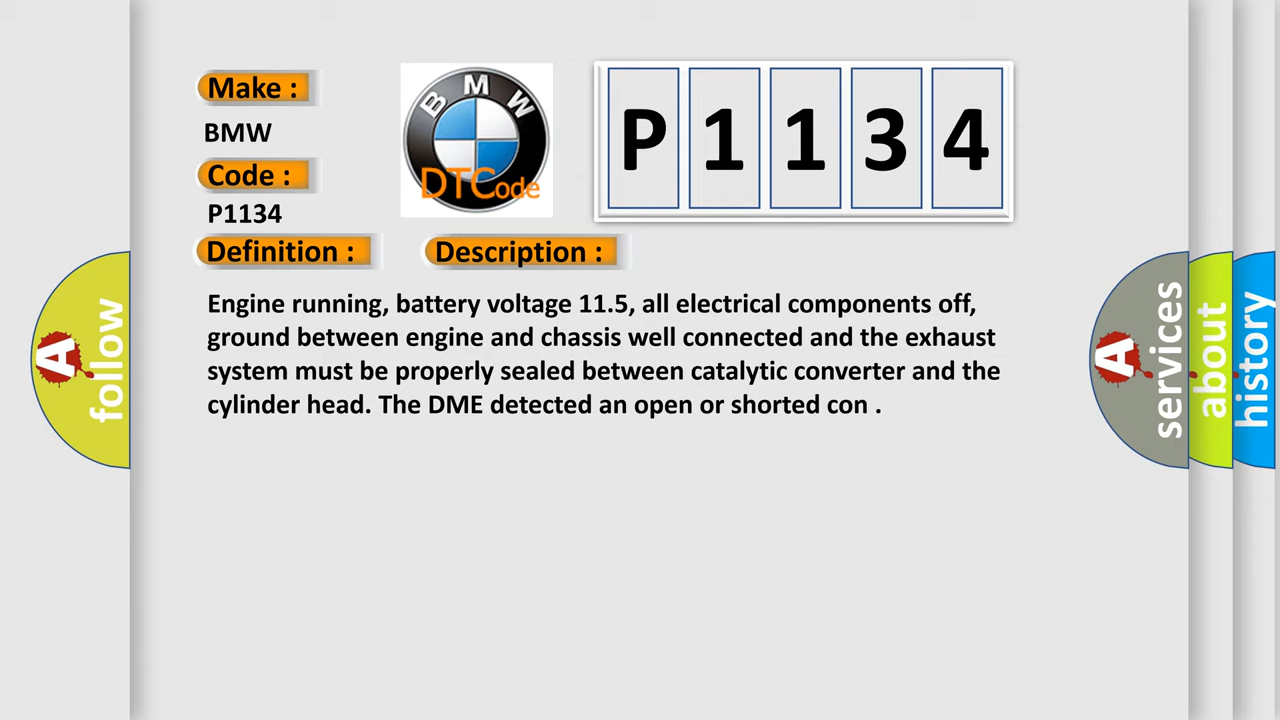 Make :
BMW
Code :
P1134
Definition :
Description :
BMW
DTCode
P 1 1 3 4
Engine running, battery voltage 11.5, all electrical components off,
ground between engine and chassis well connected and the exhaust
system must be properly sealed between catalytic converter and the
cylinder head. The DME detected an open or shorted con .
A follow
A services
about
history